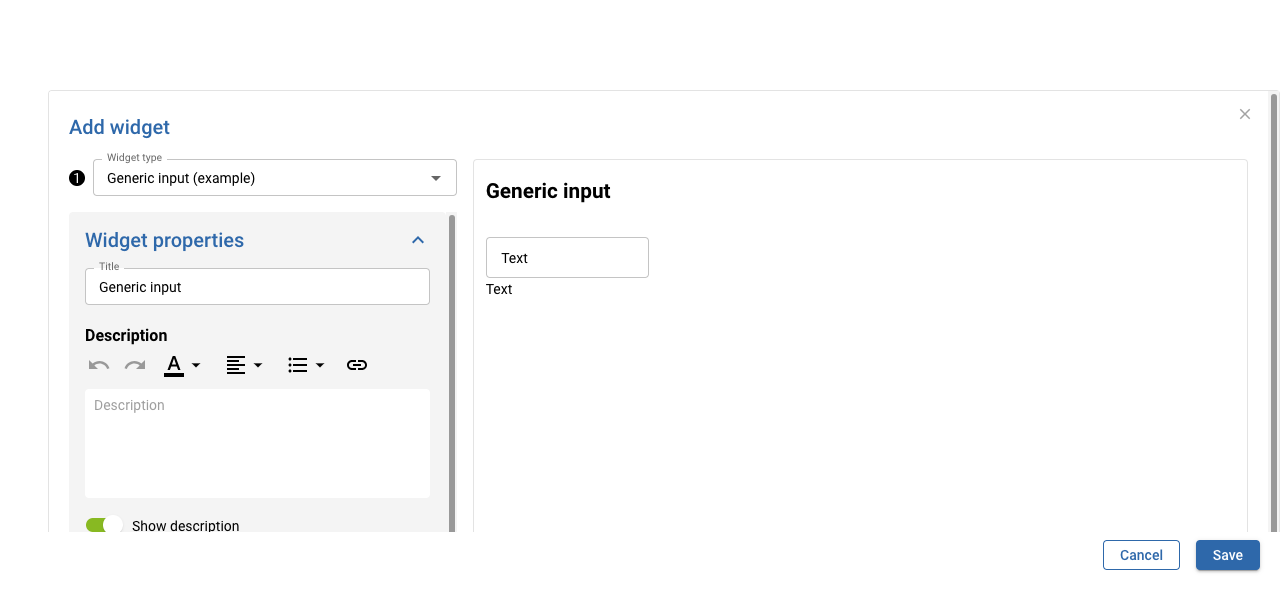 Add widget
Widget type
1
Generic input (example)
Widget properties
Title
Generic input
Description
A
Description
Show description
Generic input
Text
Text
Cancel
Save